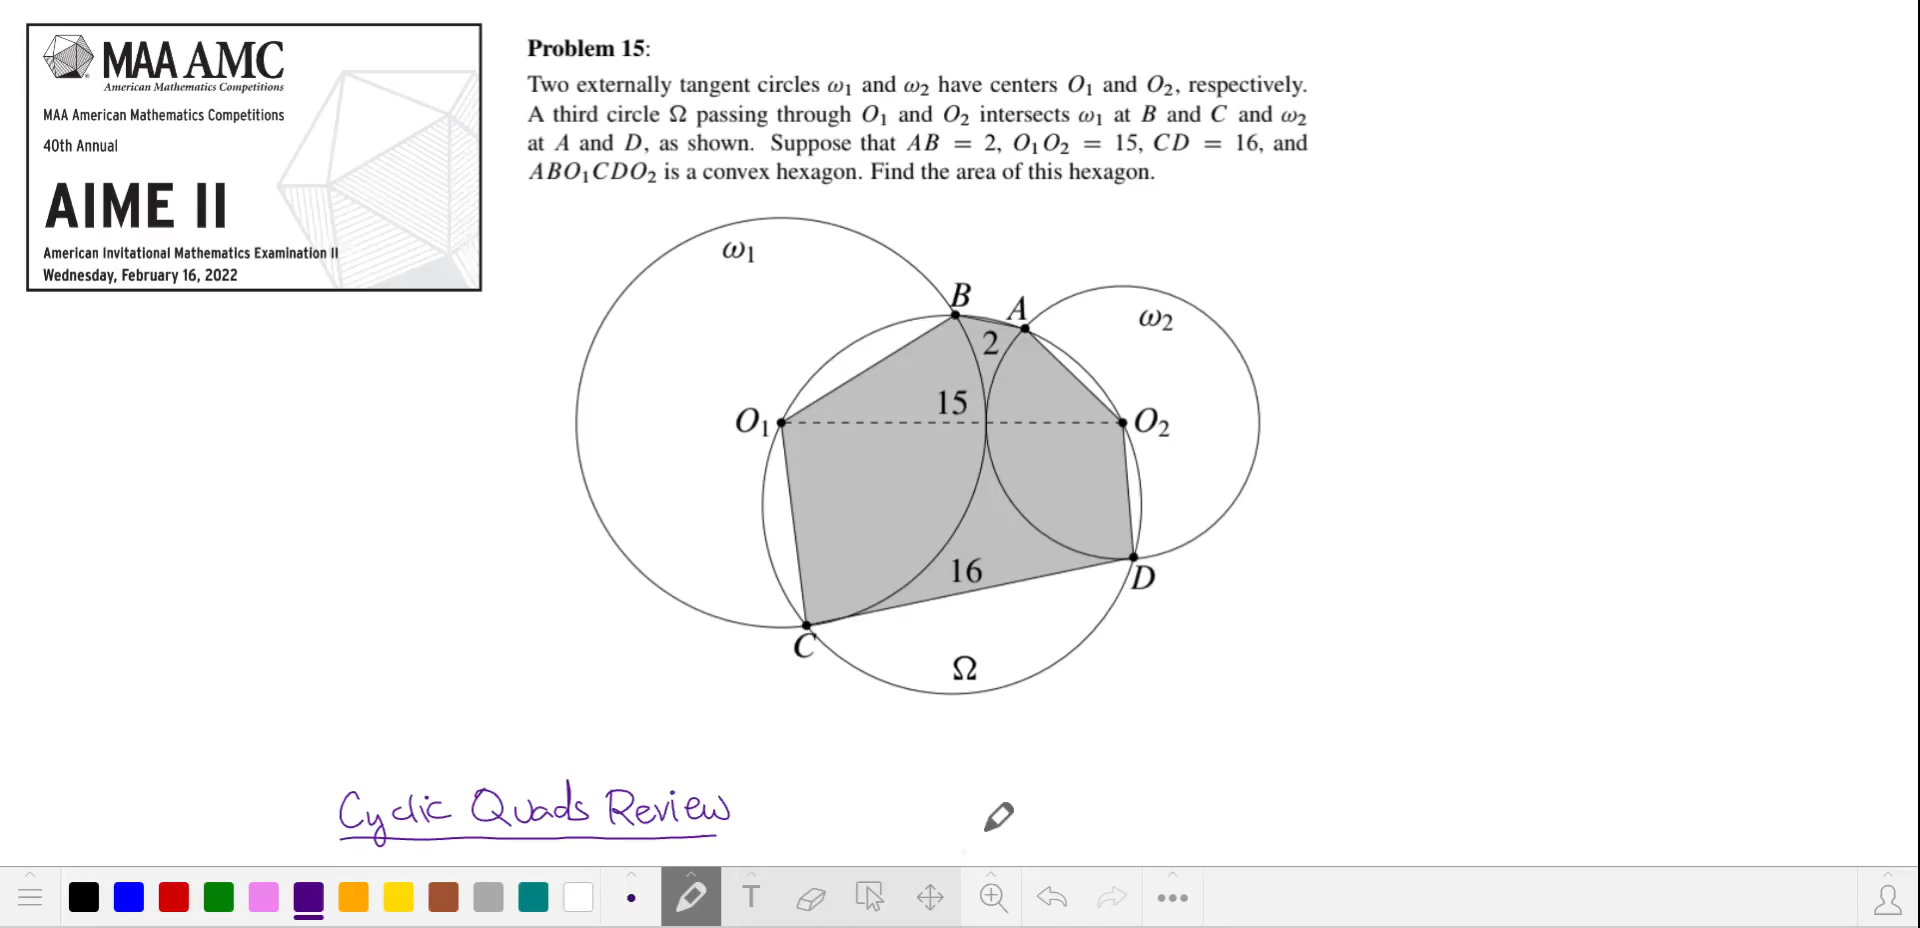 MAA AMC
American Mathematics Competitions
MAA American Mathematics Competitions
40th Annual
AIME II
American Invitational Mathematics Examination II
Wednesday, February 16, 2022
Problem 15:
Two externally tangent circles ω1 and ω2 have centers O1 and O2, respectively.
A third circle Ω passing through O1 and O2 intersects ω1 at B and C and ω2
at A and D, as shown. Suppose that AB = 2, O1O2 = 15, CD = 16, and
ABO1CDO2 is a convex hexagon. Find the area of this hexagon.
ω1
B
A
ω2
2
15
O1
O2
16
D
C
Ω
Cyclic Quads Review
T